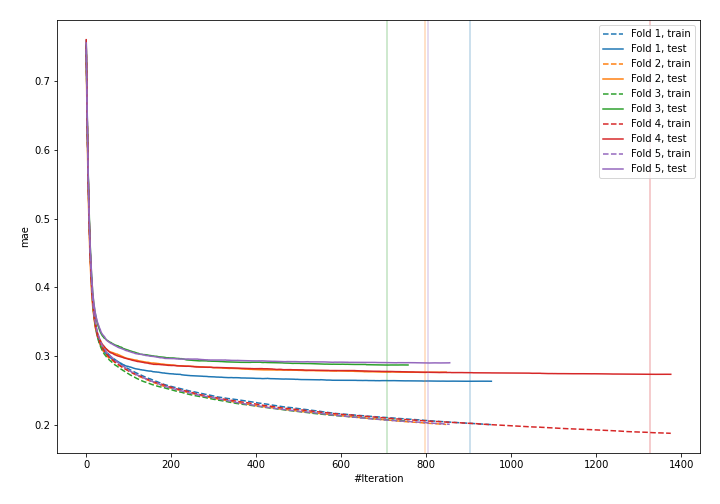 Fold 1, train
Fold 1, test
Fold 2, train
Fold 2, test
Fold 3, train
Fold 3, test
Fold 4, train
Fold 4, test
Fold 5, train
Fold 5, test
0.7
0.6
0.5
0.4
0.3
0.2
mae
0 200 400 600 800 1000 1200 1400
#Iteration